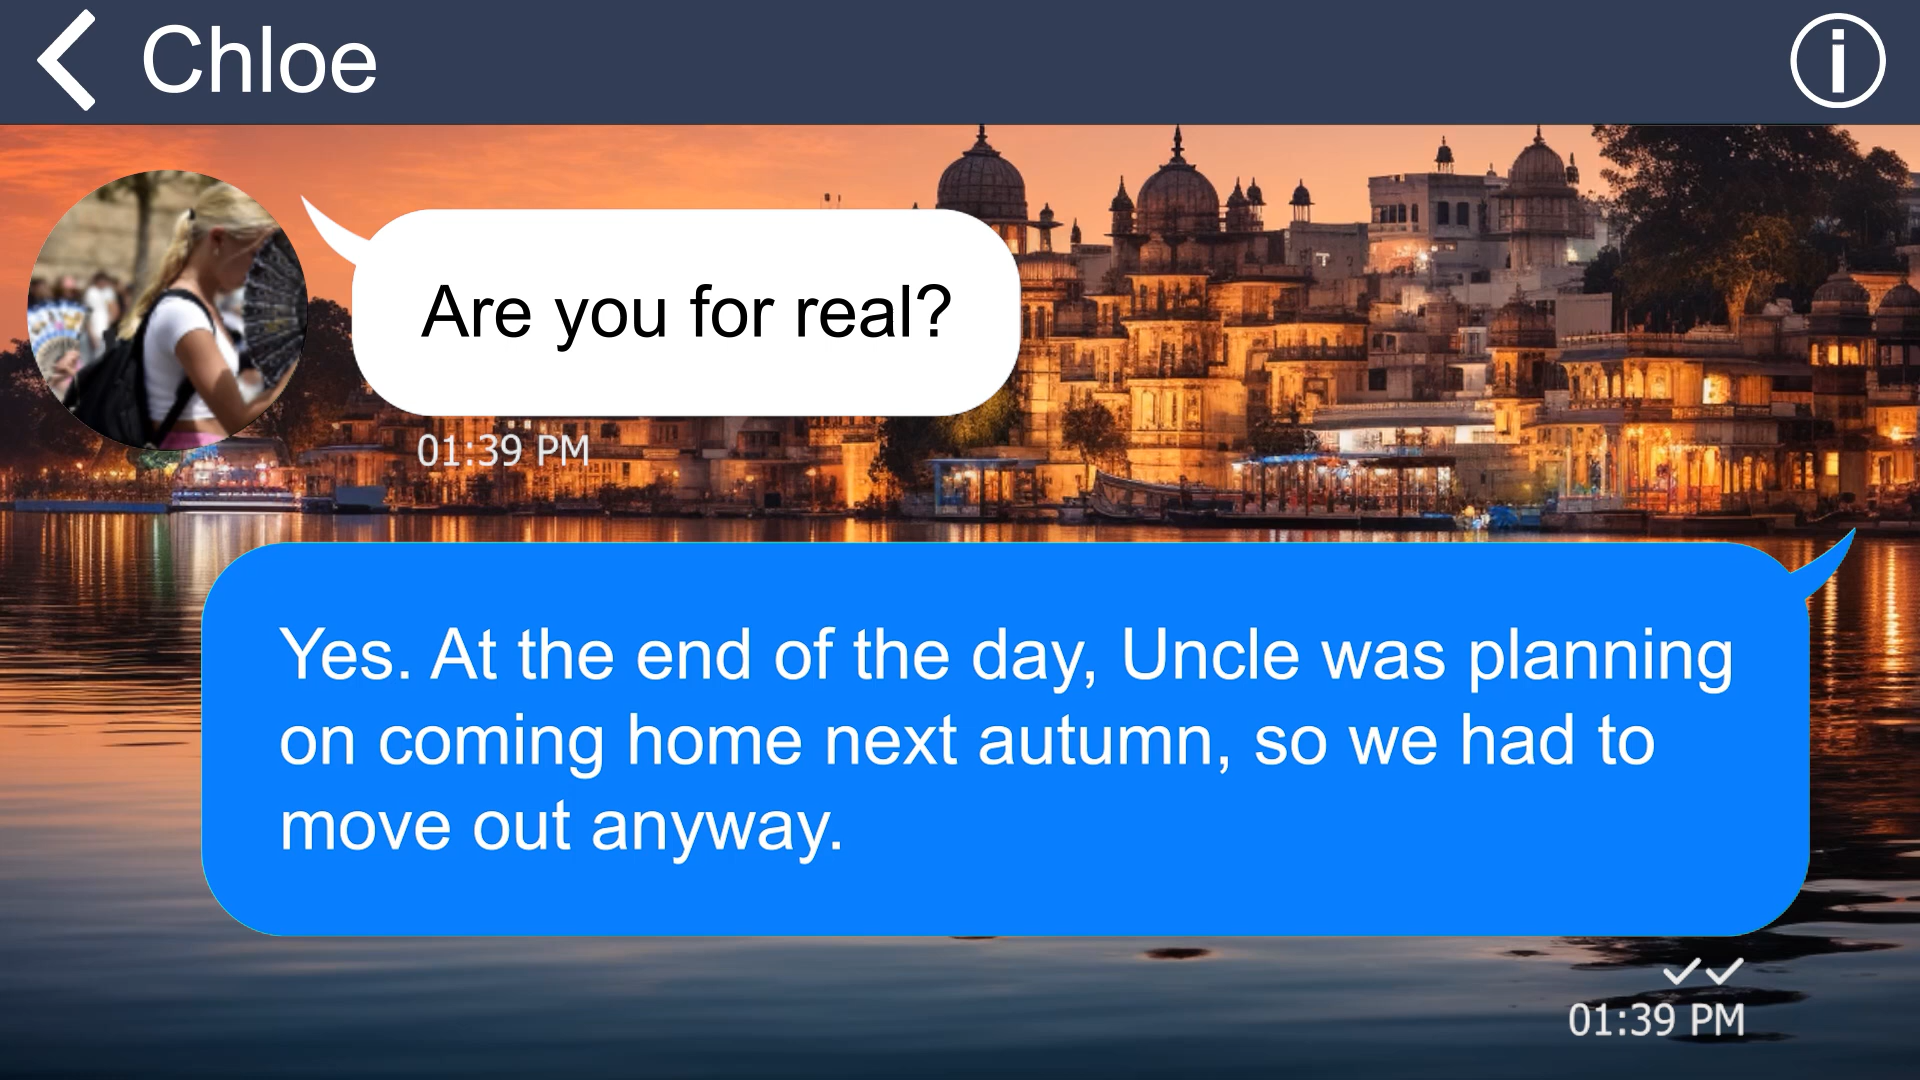 Chloe
Are you for real?
01:39 PM
Yes. At the end of the day, Uncle was planning
on coming home next autumn, so we had to
move out anyway.
01:39 PM